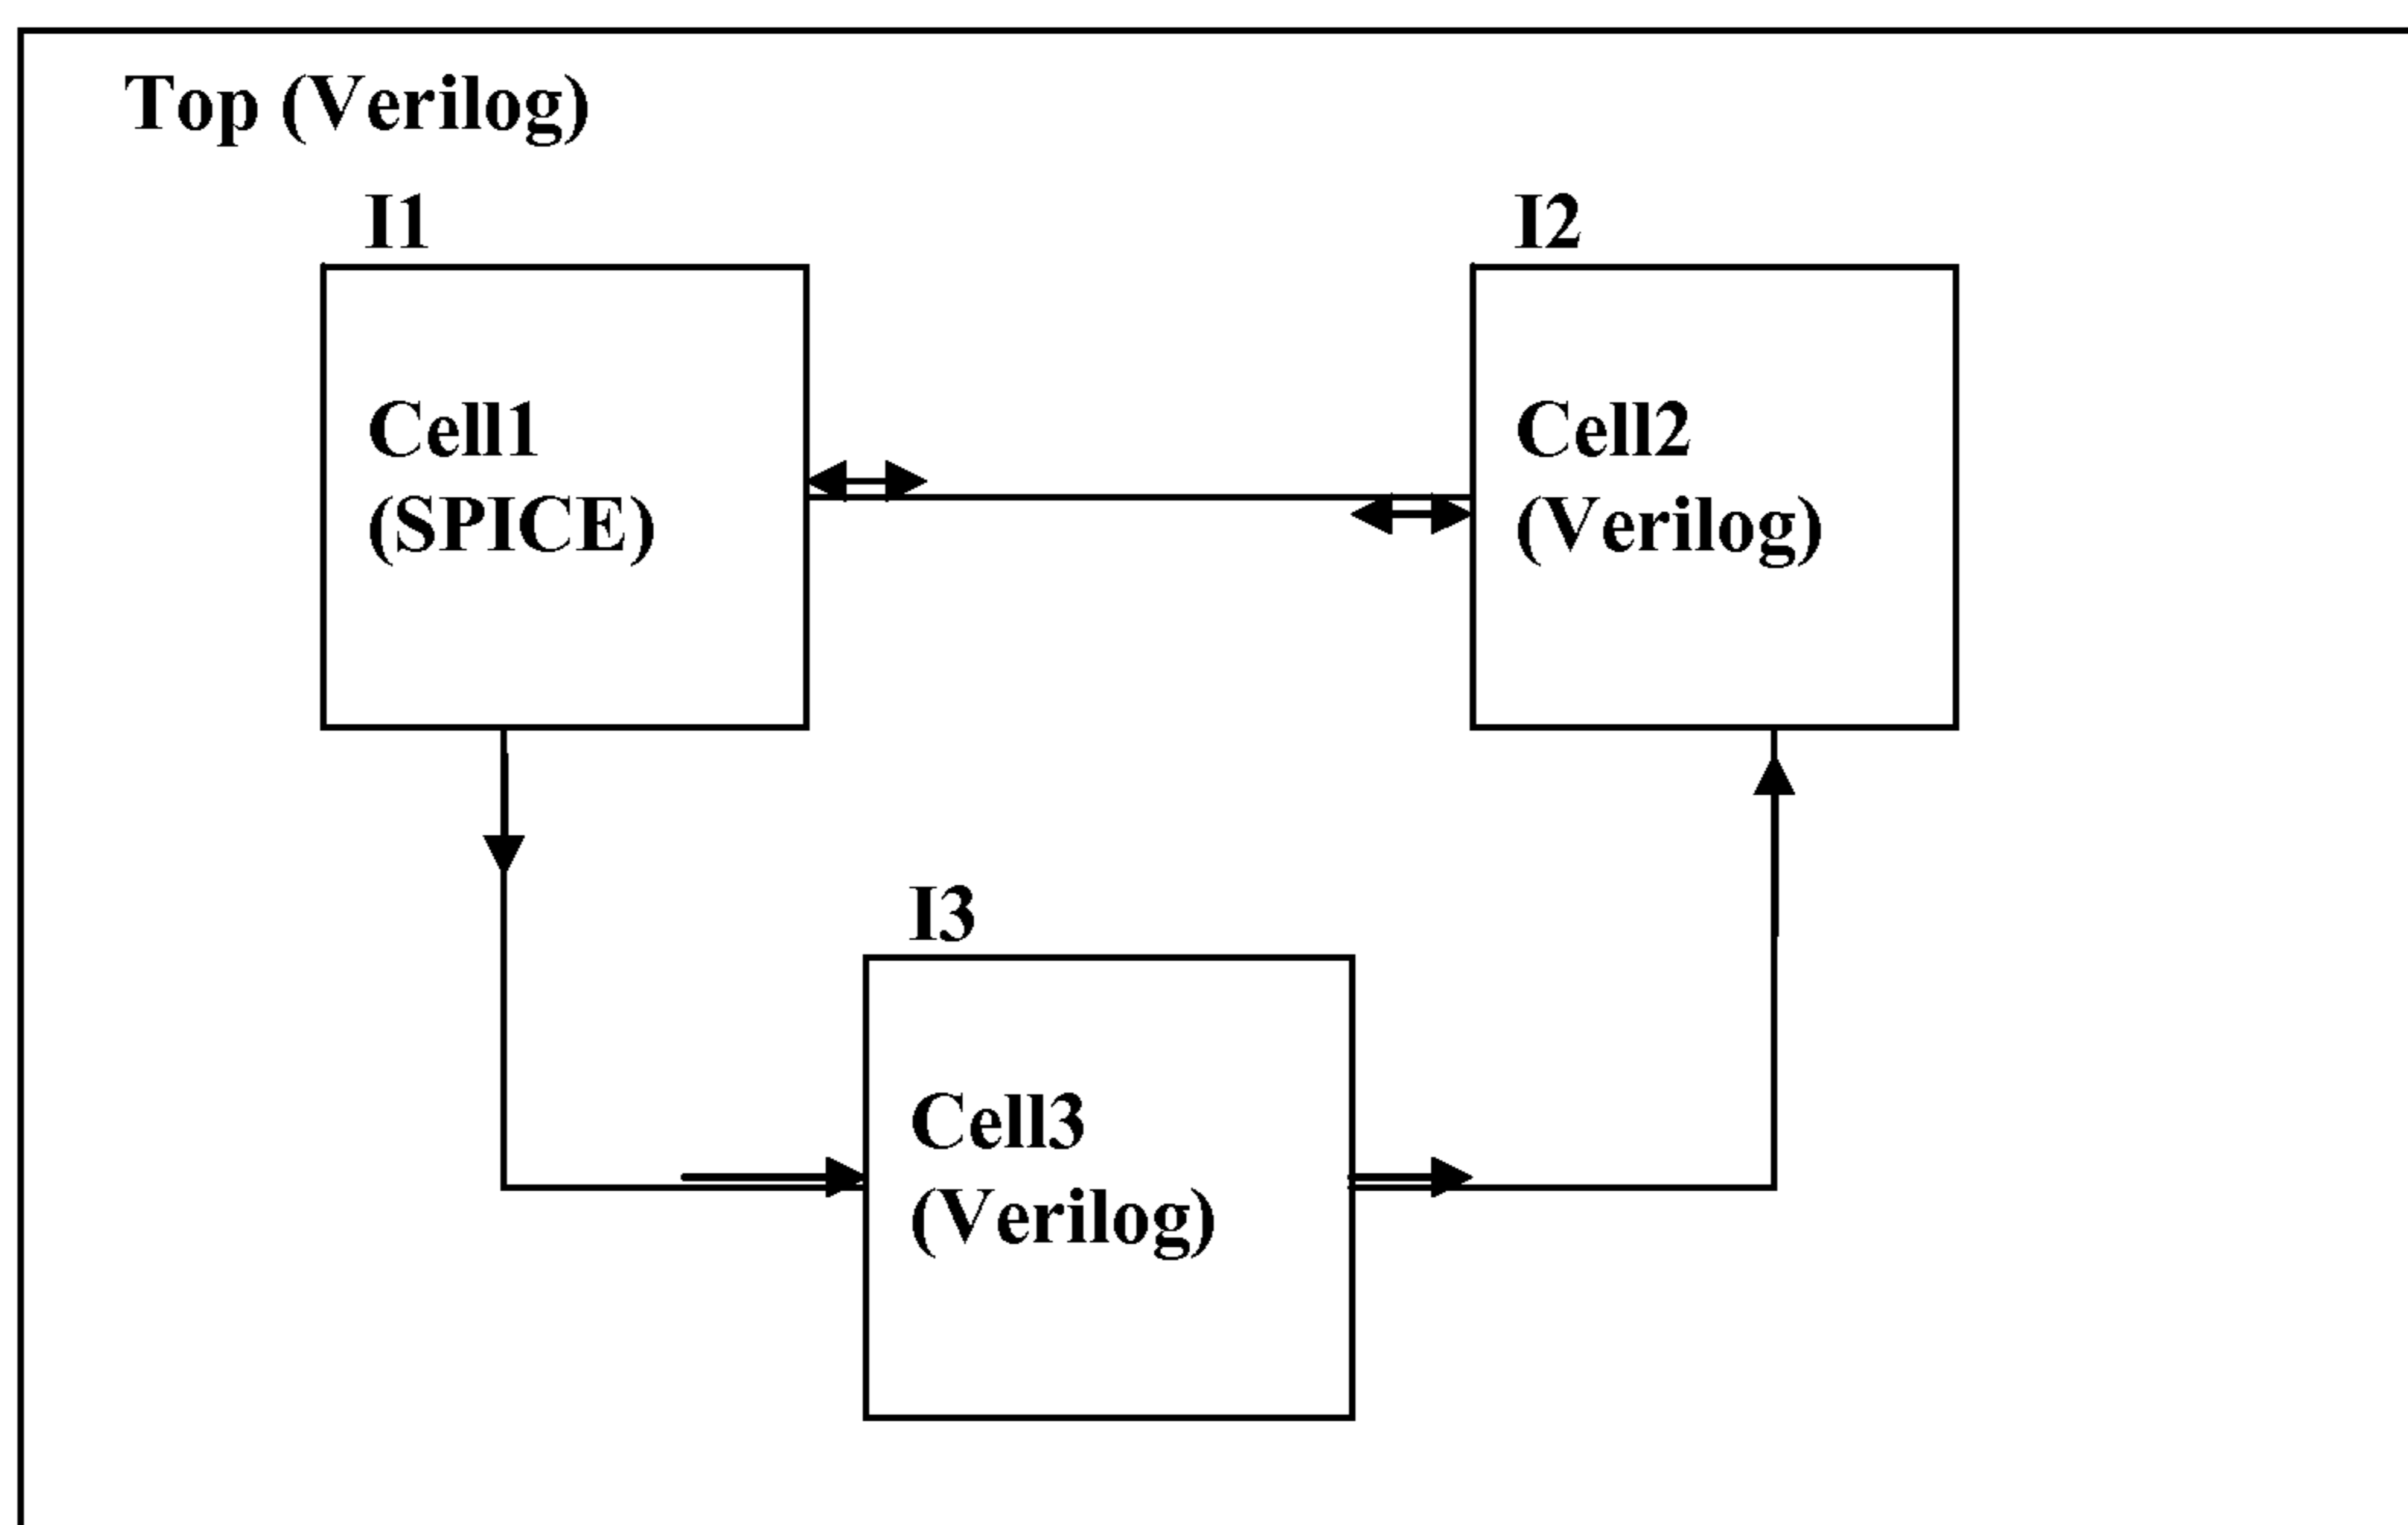 Top (Verilog)
I1
I2
Cell1
(SPICE)
Cell2
(Verilog)
I3
Cell3
(Verilog)